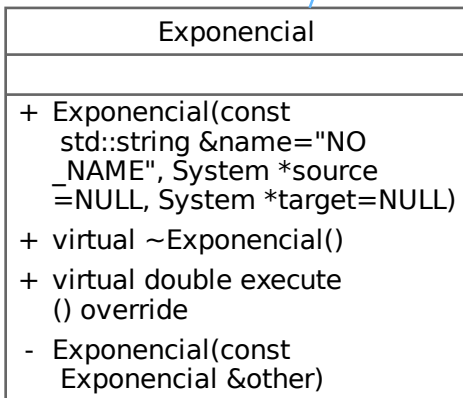 Exponencial
+ Exponencial(const
std::string &name="NO
_NAME", System *source
=NULL, System *target=NULL)
+ virtual ~Exponencial()
+ virtual double execute
() override
- Exponencial(const
Exponencial &other)